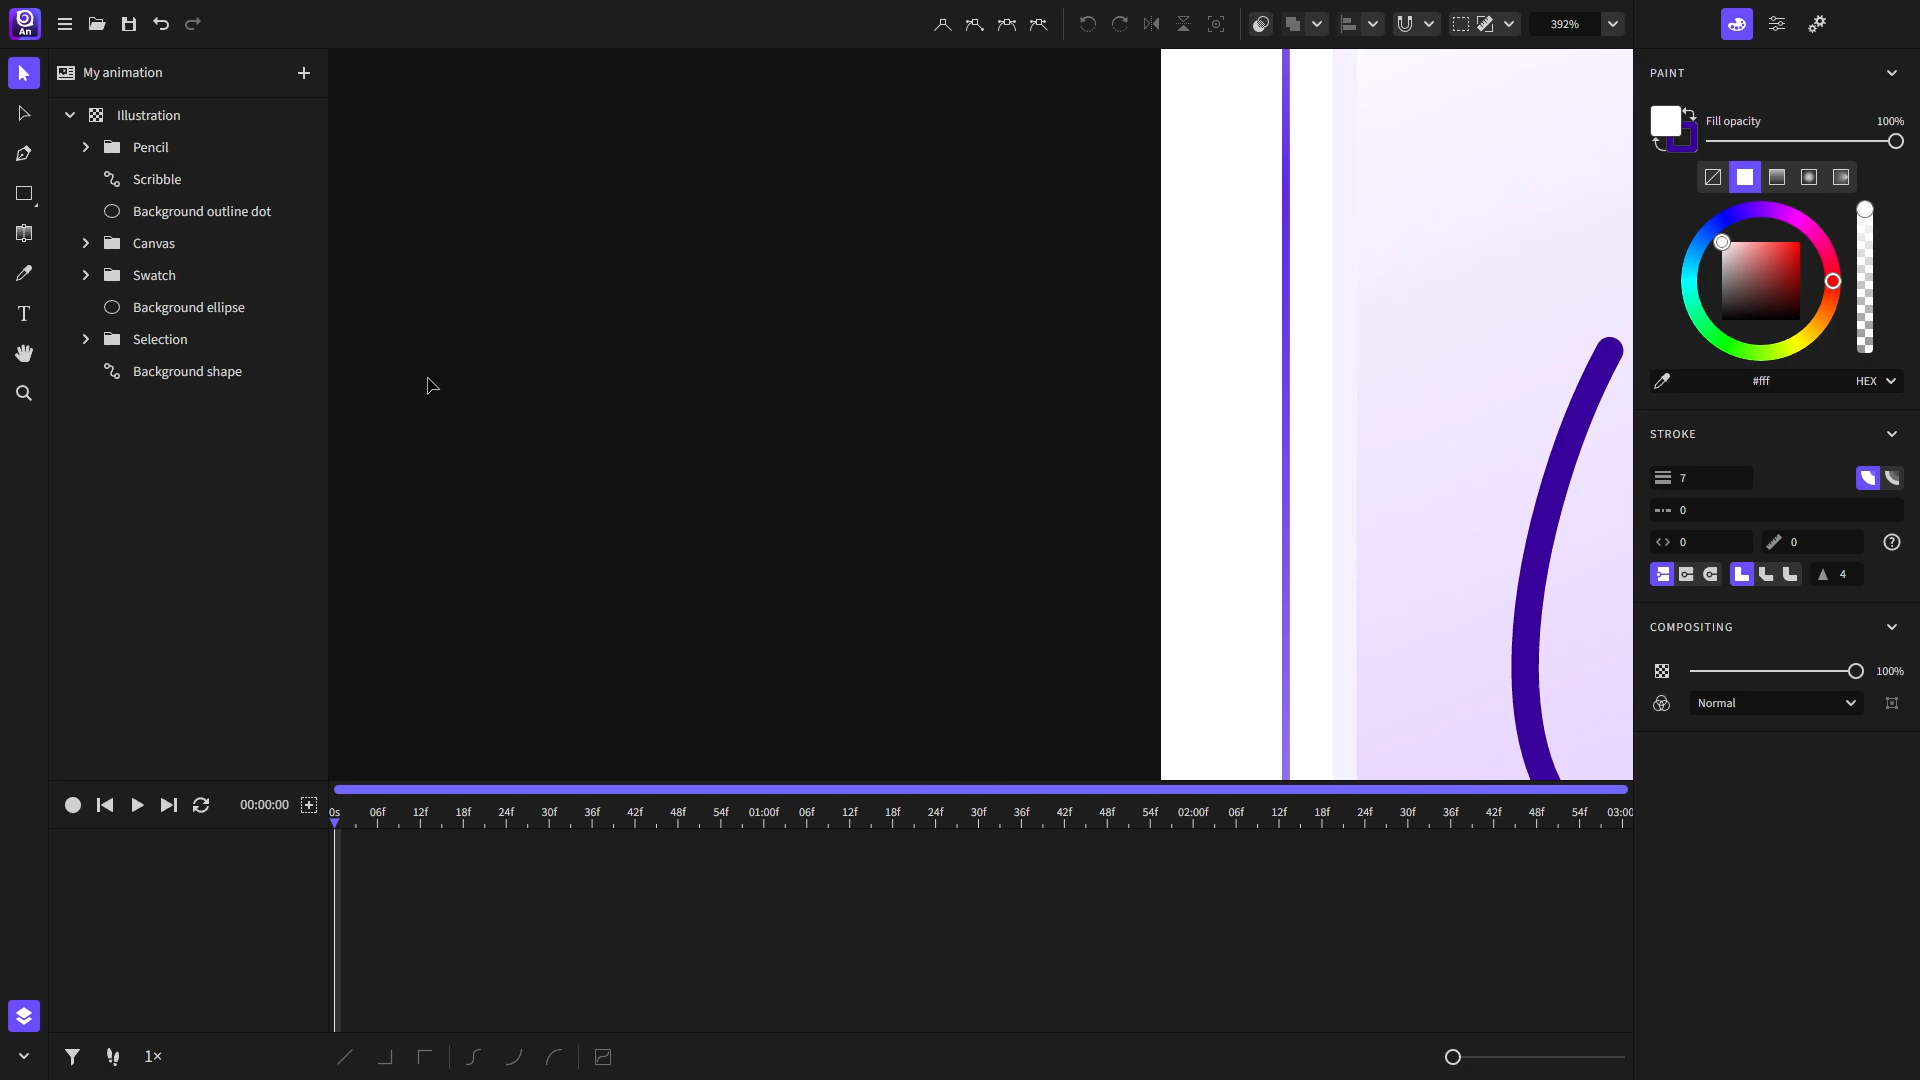 An
392%
My animation
Illustration
Pencil
Scribble
Background outline dot
Canvas
Swatch
Background ellipse
Selection
Background shape
PAINT
Fill opacity 100%
#fff HEX
STROKE
7
0
0 0
4
COMPOSITING
100%
Normal
00:00:00
0s 06f 12f 18f 24f 30f 36f 42f 48f 54f 01:00f 06f 12f 18f 24f 30f 36f 42f 48f 54f 02:00f 06f 12f 18f 24f 30f 36f 42f 48f 54f 03:00
1×